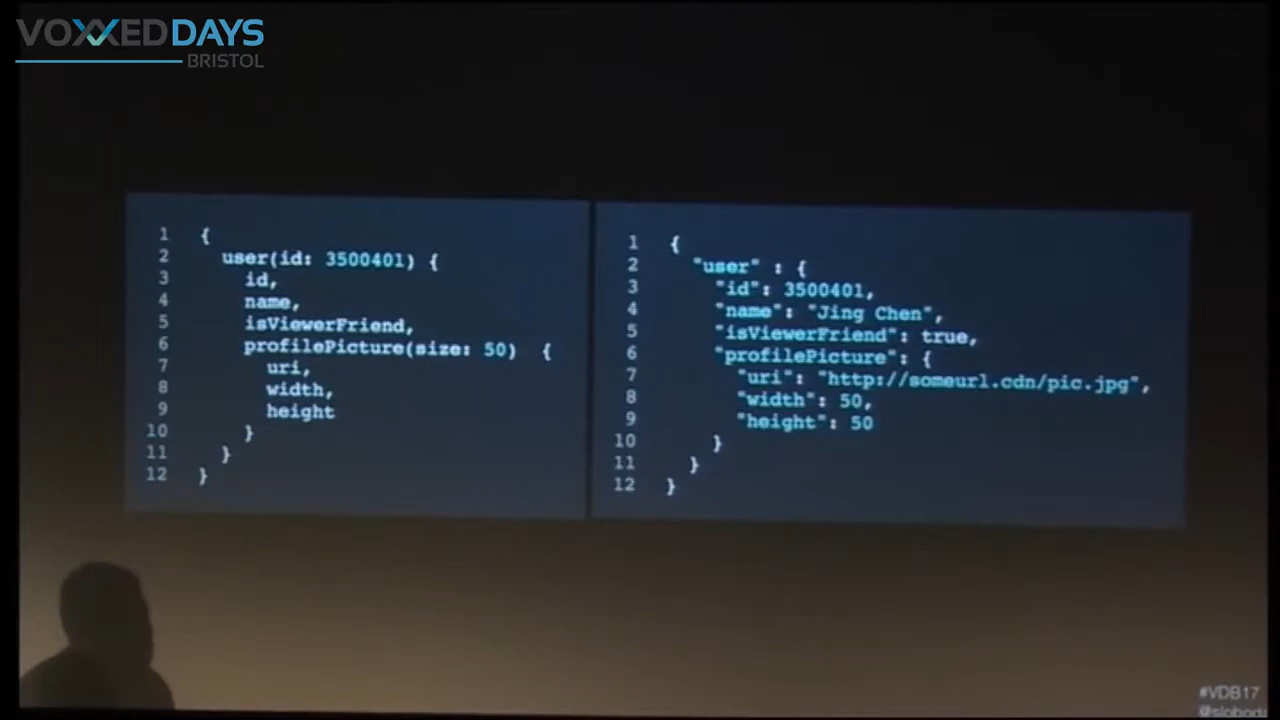 VOXXED DAYS
BRISTOL
1 {
2 user(id: 3500401) {
3 id,
4 name,
5 isViewerFriend,
6 profilePicture(size: 50) {
7 uri,
8 width,
9 height
10 }
11 }
12 }
1 {
2 "user" : {
3 "id": 3500401,
4 "name": "Jing Chen",
5 "isViewerFriend": true,
6 "profilePicture": {
7 "uri": "http://someurl.cdn/pic.jpg",
8 "width": 50,
9 "height": 50
10 }
11 }
12 }
#VDB17